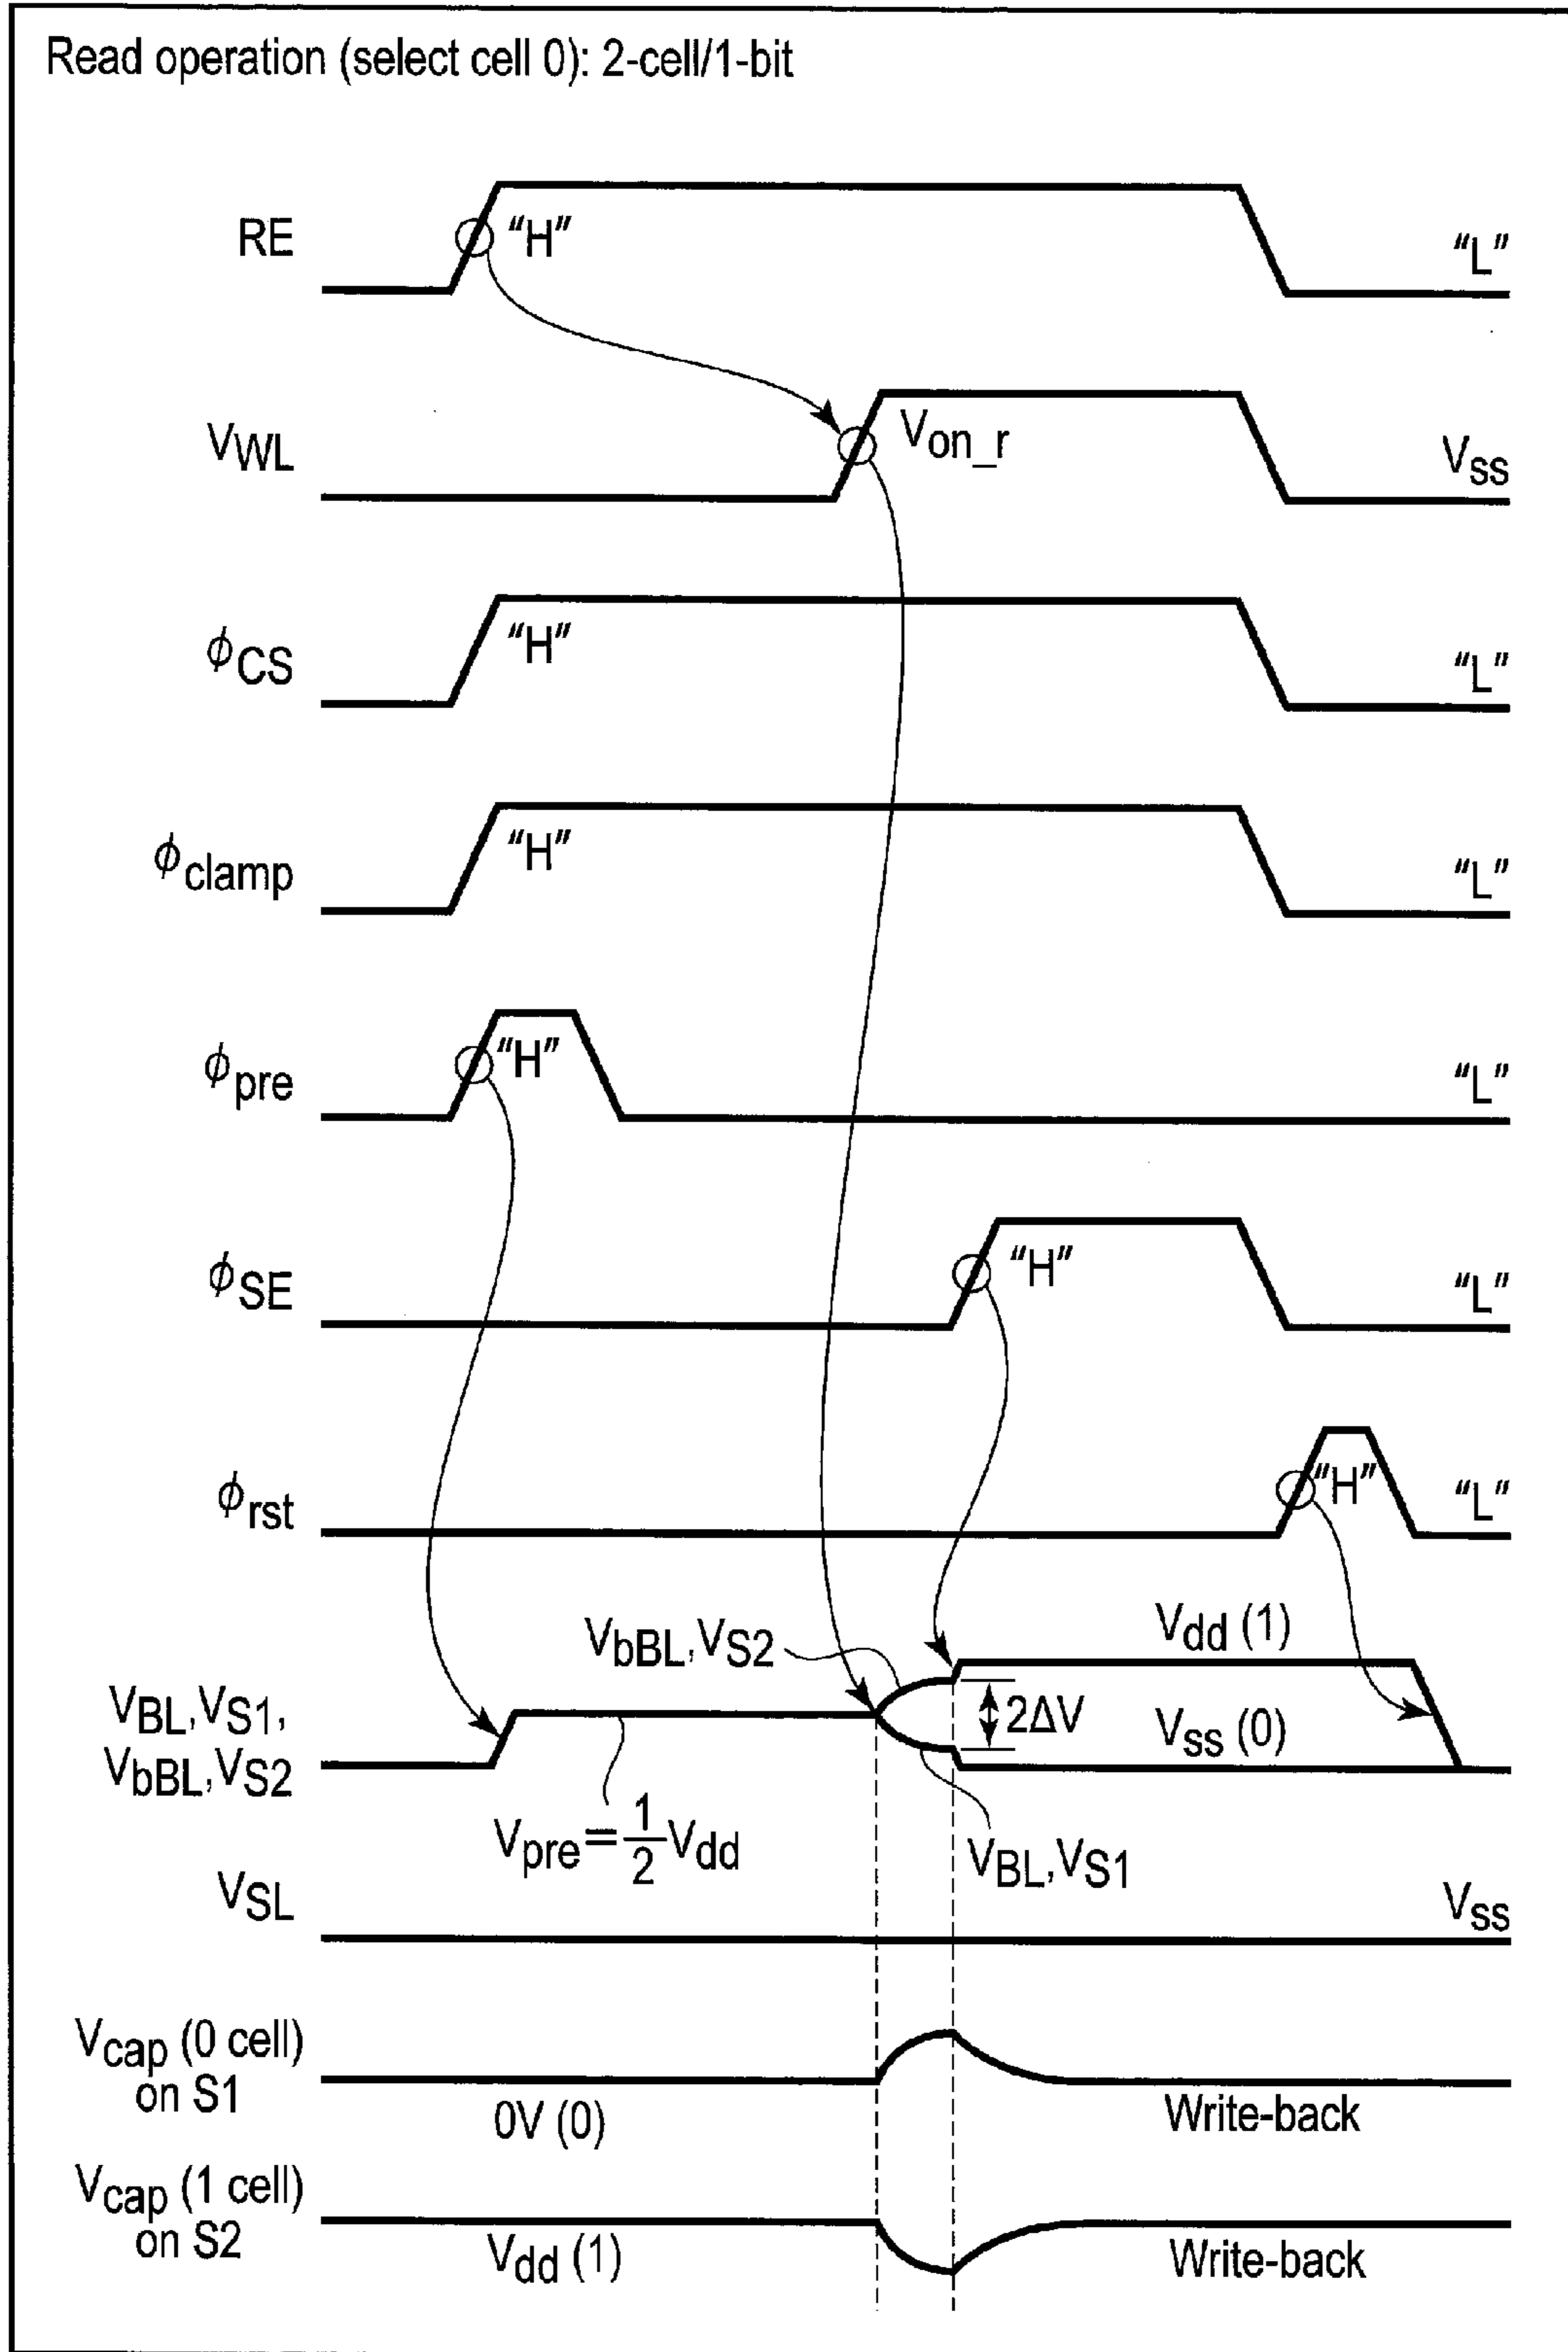 Read operation (select cell 0): 2-cell/1-bit
RE “H” “L”
VWL Von_r Vss
ϕCS “H” “L”
ϕclamp “H” “L”
ϕpre “H” “L”
ϕSE “H” “L”
ϕrst “H” “L”
VbBL,VS2 Vdd (1)
VBL,VS1, 2ΔV Vss (0)
VbBL,VS2
Vpre=1/2Vdd VBL,VS1
VSL Vss
Vcap (0 cell)
on S1
0V (0) Write-back
Vcap (1 cell)
on S2
Vdd (1) Write-back